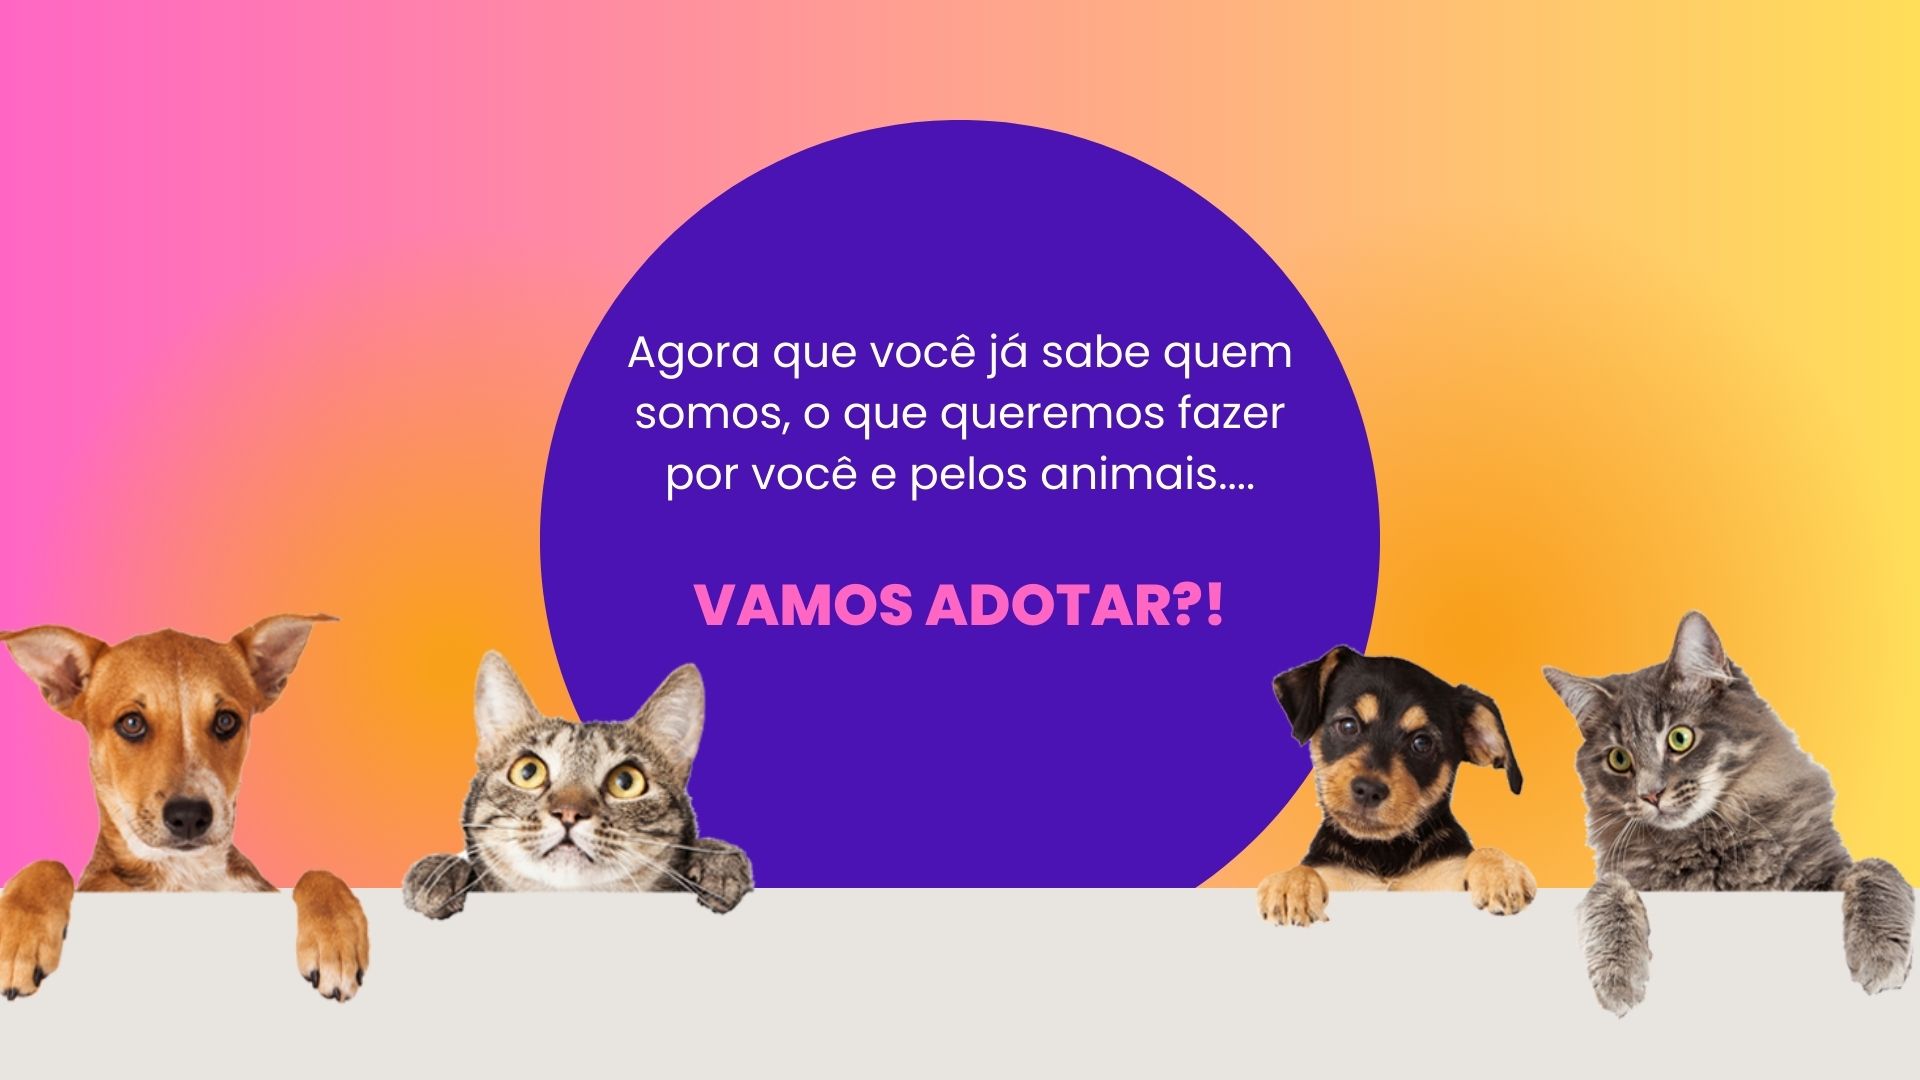 Agora que você já sabe quem
somos, o que queremos fazer
por você e pelos animais....
VAMOS ADOTAR?!